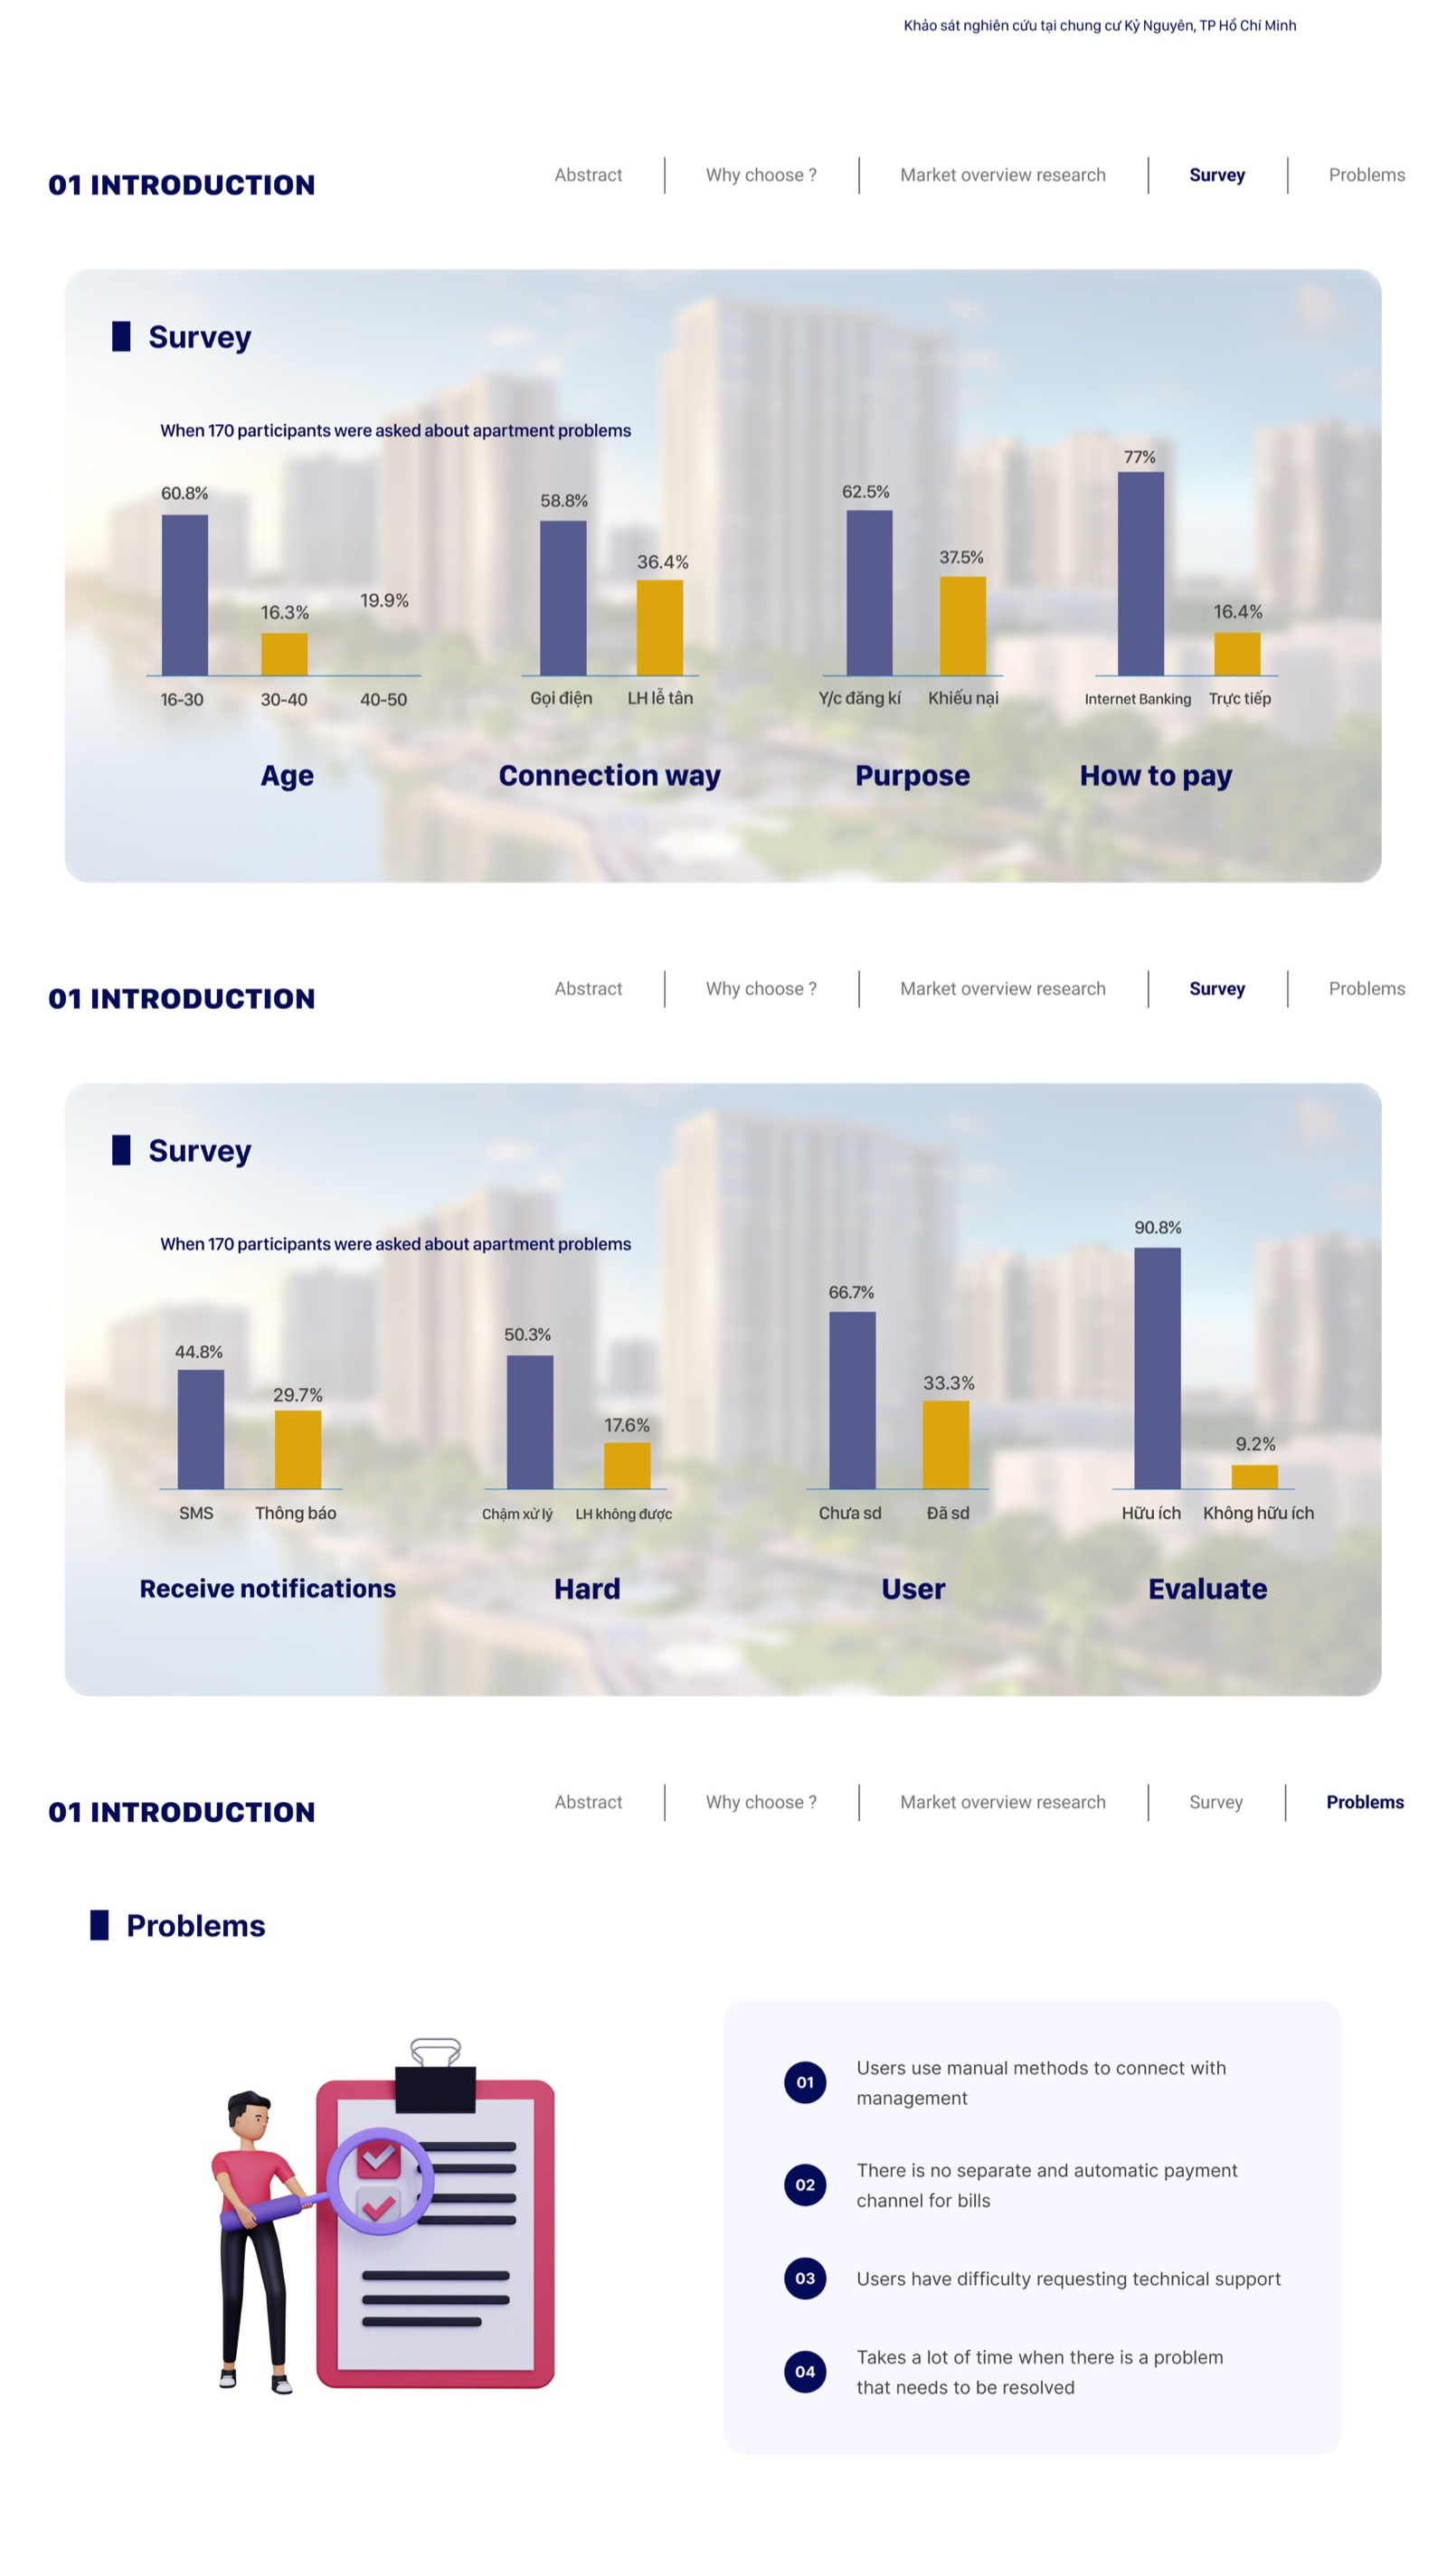 Khảo sát nghiên cứu tại chung cư Kỷ Nguyên, TP Hồ Chí Minh
01 INTRODUCTION
Abstract
Why choose ?
Market overview research
Survey
Problems
Survey
When 170 participants were asked about apartment problems
60.8%
16.3%
19.9%
16-30
30-40
40-50
Age
58.8%
36.4%
Gọi điện
LH lễ tân
Connection way
62.5%
37.5%
Y/c đăng kí
Khiếu nại
Purpose
77%
16.4%
Internet Banking
Trực tiếp
How to pay
01 INTRODUCTION
Abstract
Why choose ?
Market overview research
Survey
Problems
Survey
When 170 participants were asked about apartment problems
44.8%
29.7%
SMS
Thông báo
Receive notifications
50.3%
17.6%
Chậm xử lý
LH không được
Hard
66.7%
33.3%
Chưa sd
Đã sd
User
90.8%
9.2%
Hữu ích
Không hữu ích
Evaluate
01 INTRODUCTION
Abstract
Why choose ?
Market overview research
Survey
Problems
Problems
01
Users use manual methods to connect with
management
02
There is no separate and automatic payment
channel for bills
03
Users have difficulty requesting technical support
04
Takes a lot of time when there is a problem
that needs to be resolved